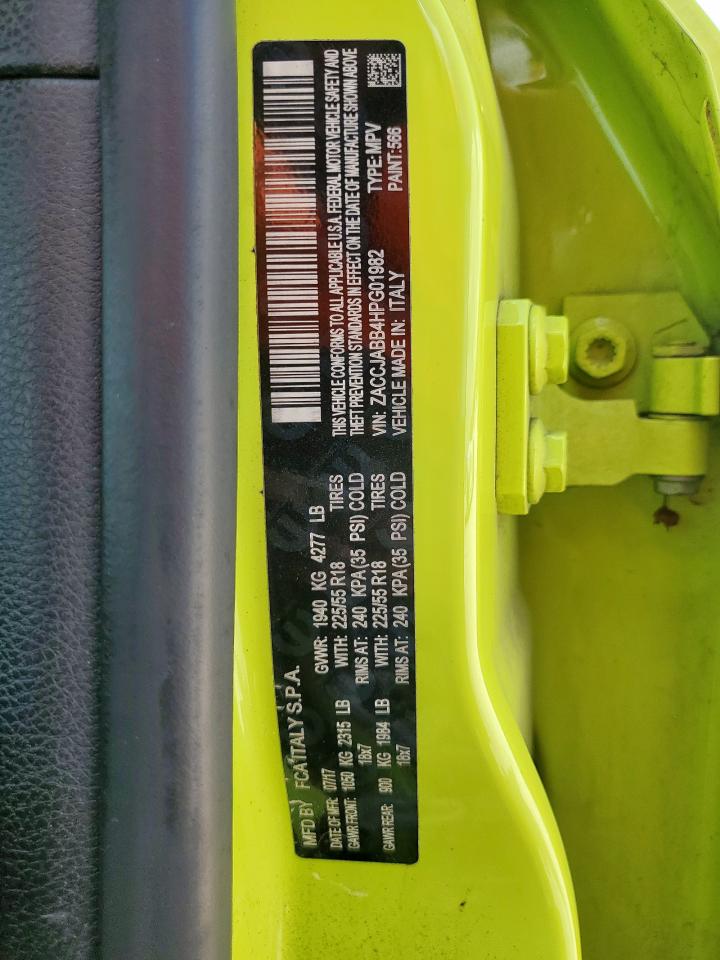 MFD BY FCA ITALY S.P.A.
DATE OF MFR: 07/17 GVWR: 1940 KG 4277 LB
GAWR FRONT: 1050 KG 2315 LB WITH: 225/55 R18 TIRES
18x7 RIMS AT: 240 KPA(35 PSI) COLD
GAWR REAR: 900 KG 1984 LB WITH: 225/55 R18 TIRES
18x7 RIMS AT: 240 KPA(35 PSI) COLD
THIS VEHICLE CONFORMS TO ALL APPLICABLE U.S.A. FEDERAL MOTOR VEHICLE SAFETY AND
THEFT PREVENTION STANDARDS IN EFFECT ON THE DATE OF MANUFACTURE SHOWN ABOVE
VIN: ZACCJABB4HPG01982 TYPE: MPV
VEHICLE MADE IN: ITALY PAINT: 566